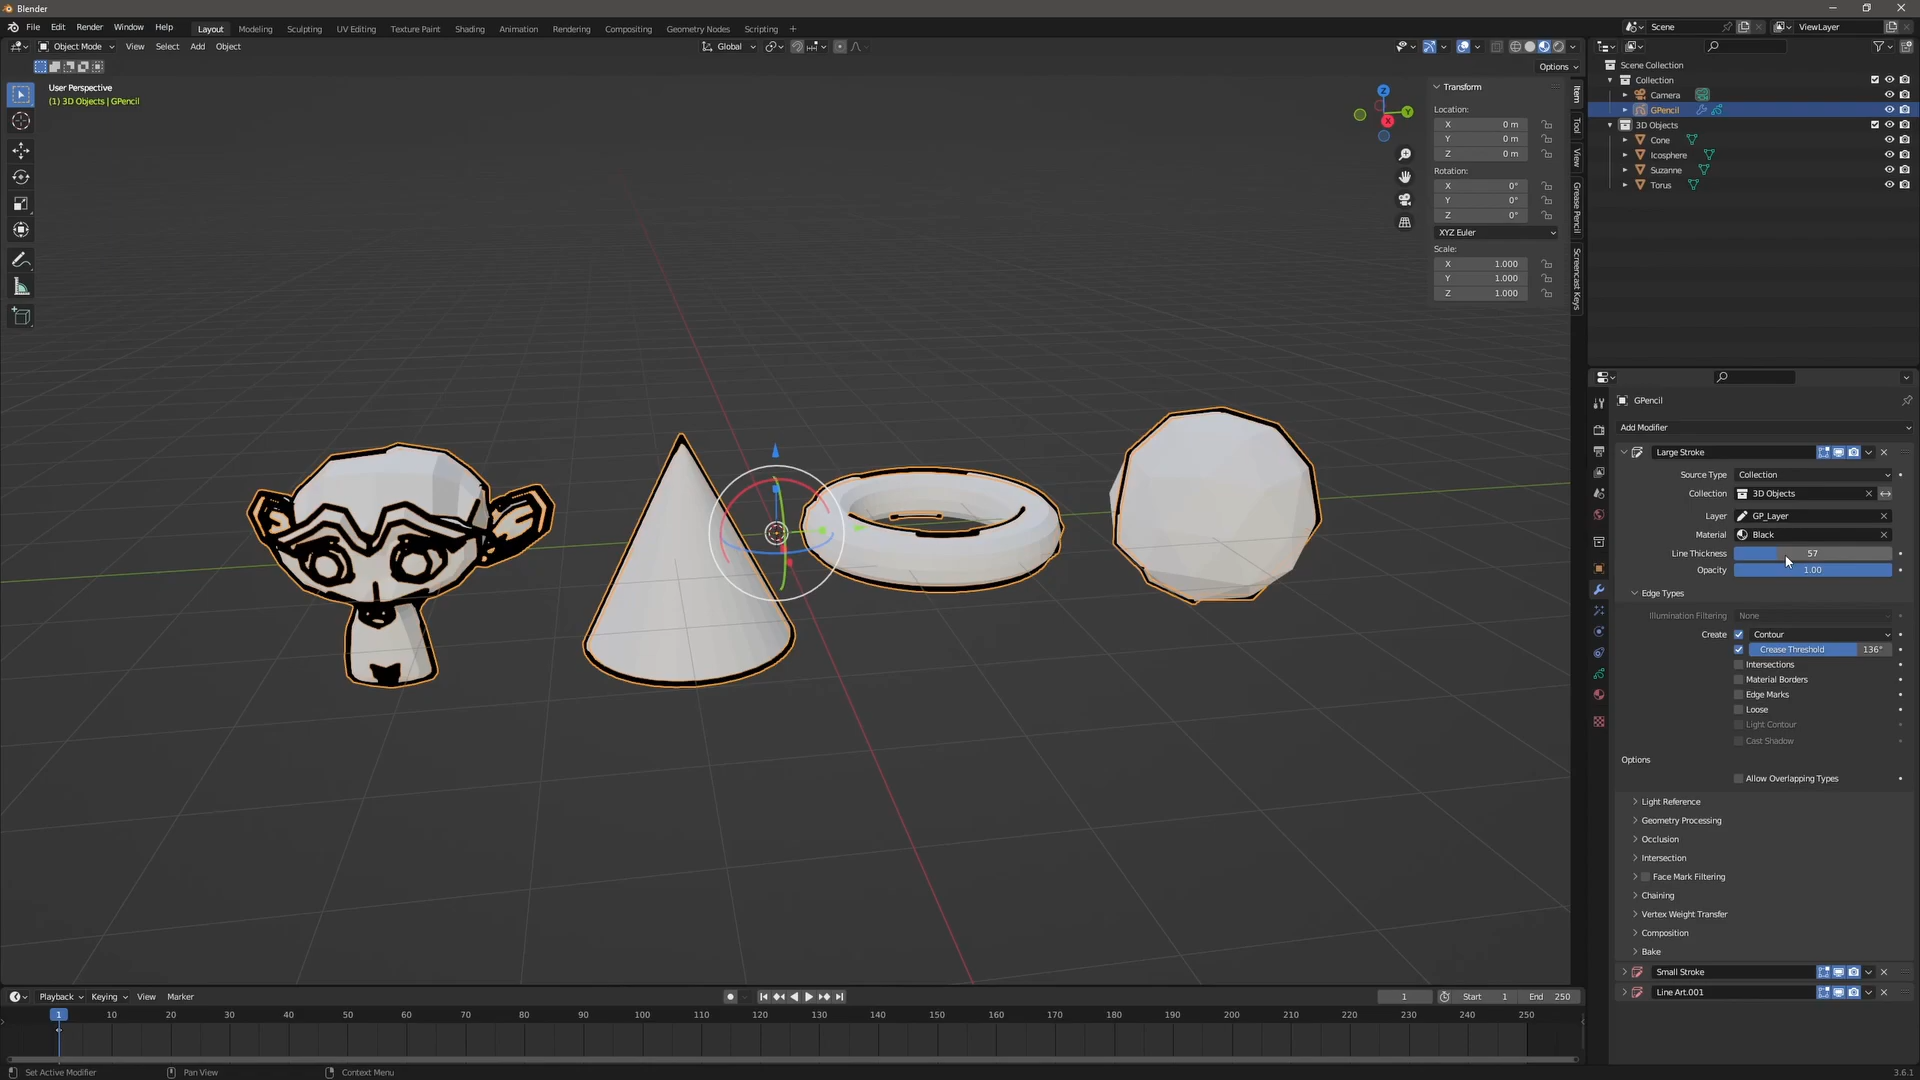 Blender
File Edit Render Window Help
Layout Modeling Sculpting UV Editing Texture Paint Shading Animation Rendering Compositing Geometry Nodes Scripting +
Scene ViewLayer
Object Mode View Select Add Object
Global
Options
User Perspective
(1) 3D Objects | GPencil
Z
Y
X
Transform
Location:
X 0 m
Y 0 m
Z 0 m
Rotation:
X 0°
Y 0°
Z 0°
XYZ Euler
Scale:
X 1.000
Y 1.000
Z 1.000
Item
Tool
View
Grease Pencil
Screencast Keys
Scene Collection
Collection
Camera
GPencil
3D Objects
Cone
Icosphere
Suzanne
Torus
GPencil
Add Modifier
Large Stroke
Source Type Collection
Collection 3D Objects
Layer GP_Layer
Material Black
Line Thickness 57
Opacity 1.00
Edge Types
Illumination Filtering None
Create Contour
Crease Threshold 136°
Intersections
Material Borders
Edge Marks
Loose
Light Contour
Cast Shadow
Options
Allow Overlapping Types
Light Reference
Geometry Processing
Occlusion
Intersection
Face Mark Filtering
Chaining
Vertex Weight Transfer
Composition
Bake
Small Stroke
Line Art.001
Playback Keying View Marker
1 Start 1 End 250
1 10 20 30 40 50 60 70 80 90 100 110 120 130 140 150 160 170 180 190 200 210 220 230 240 250
Set Active Modifier Pan View Context Menu
3.6.1